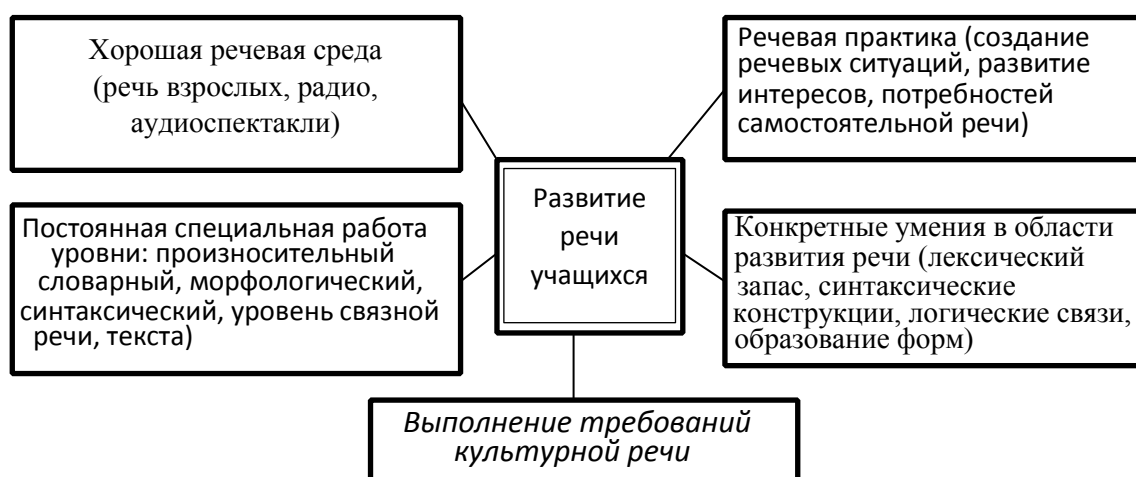 Хорошая речевая среда
(речь взрослых, радио,
аудиоспектакли)
Речевая практика (создание
речевых ситуаций, развитие
интересов, потребностей
самостоятельной речи)
Развитие
речи
учащихся
Постоянная специальная работа
уровни: произносительный
словарный, морфологический,
синтаксический, уровень связной
речи, текста)
Конкретные умения в области
развития речи (лексический
запас, синтаксические
конструкции, логические связи,
образование форм)
Выполнение требований
культурной речи